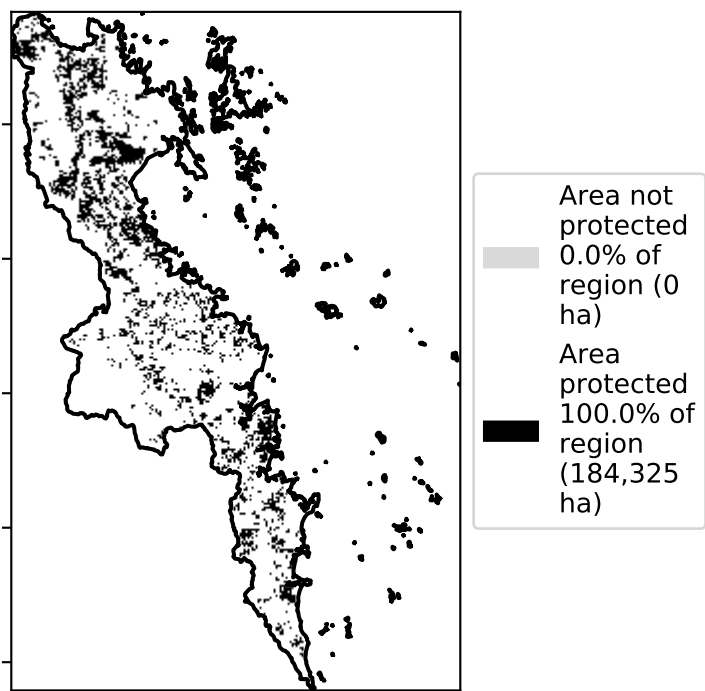 Area not
protected
0.0% of
region (0
ha)
Area
protected
100.0% of
region
(184,325
ha)